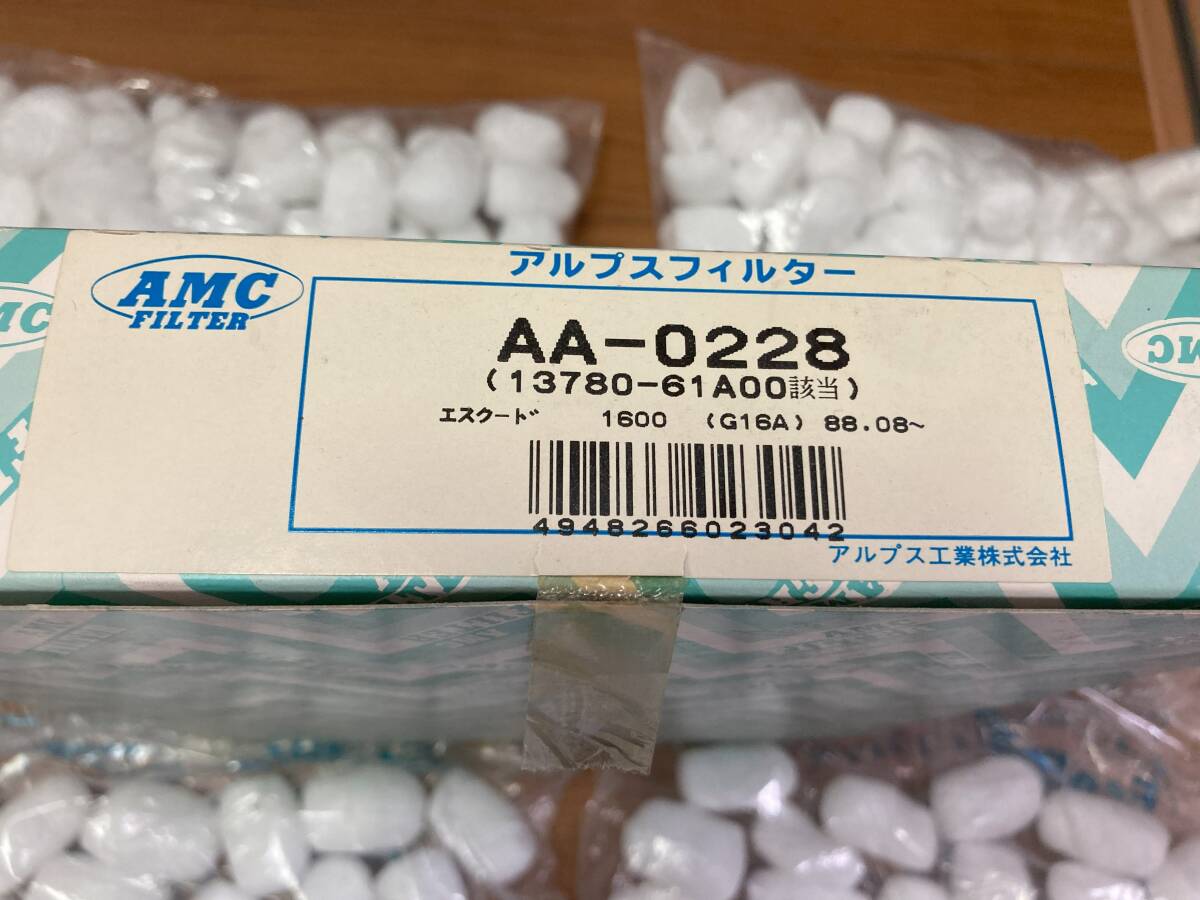 アルプスフィルター
AMC
FILTER
AA-0228
(13780-61A00該当)
エスクード 1600 (G16A) 88.08~
4948266023042
アルプス工業株式会社
MC
MC